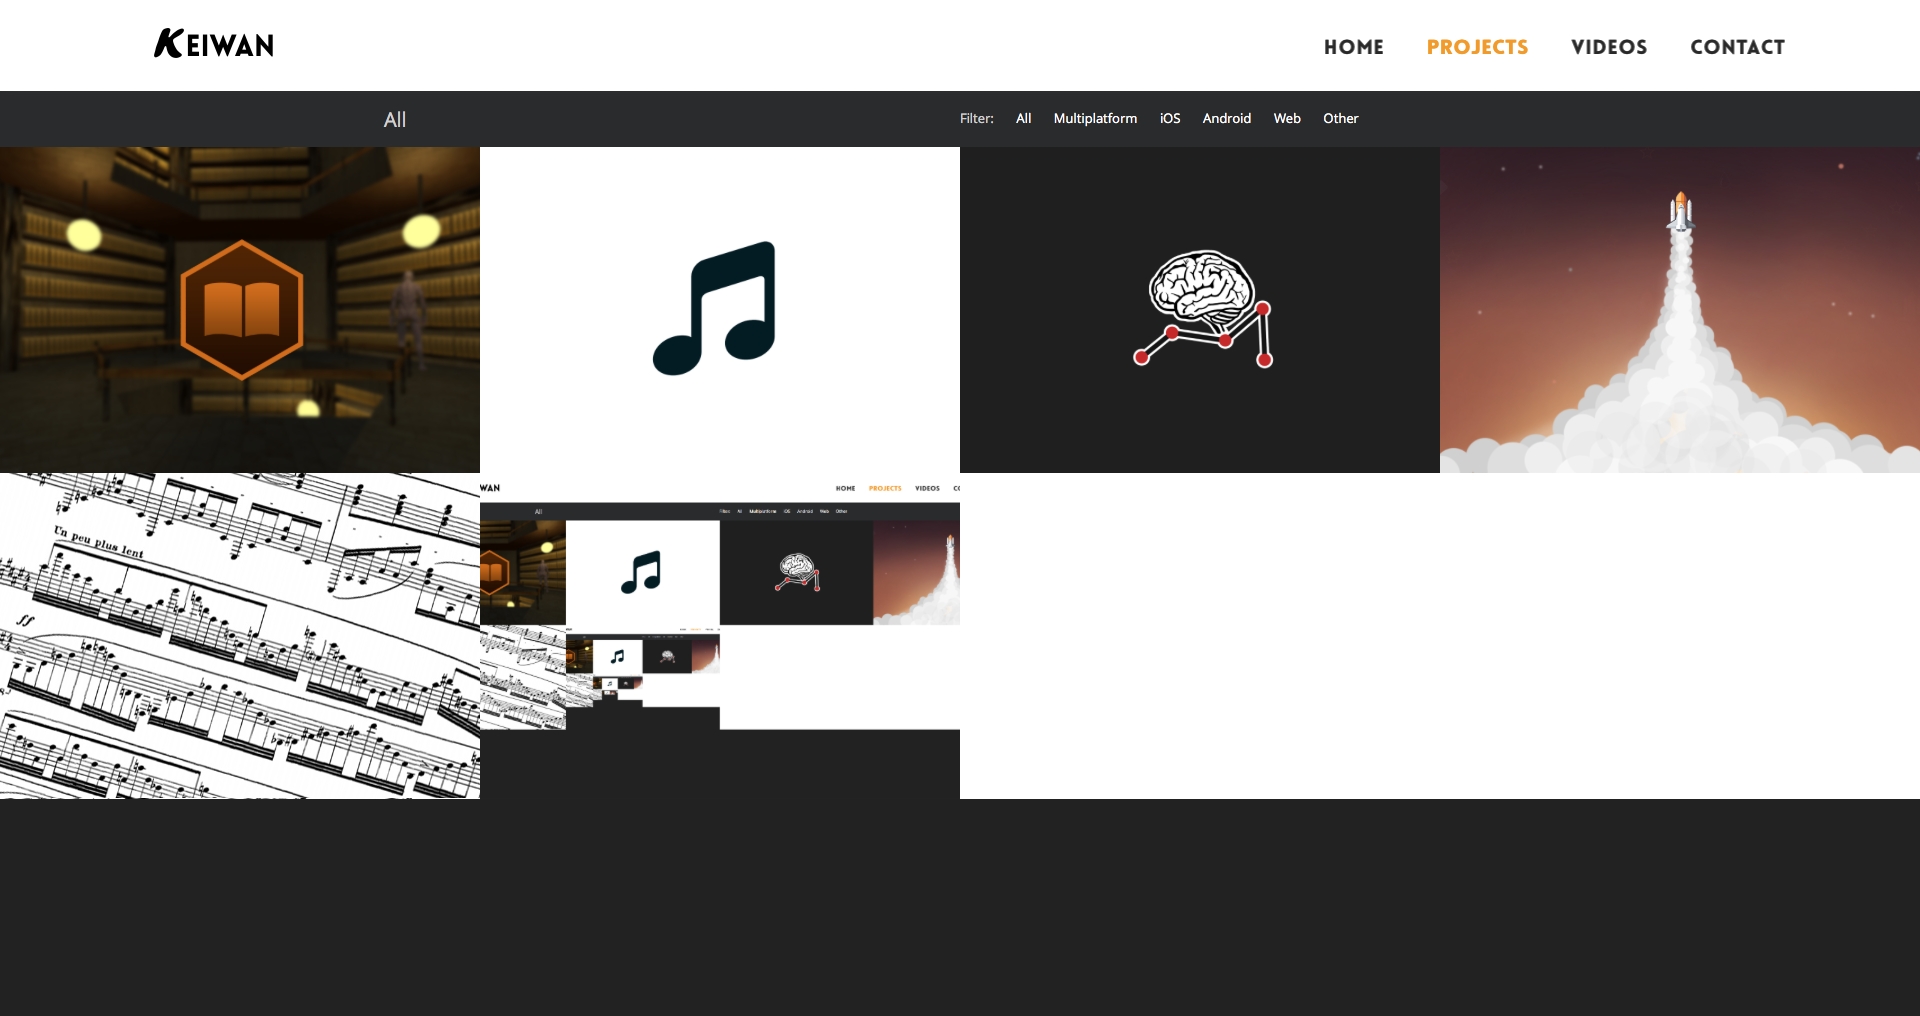 KEIWAN
HOME PROJECTS VIDEOS CONTACT
All
Filter: All Multiplatform iOS Android Web Other
Un peu plus lent
ff
WAN
HOME PROJECTS VIDEOS
All
Filter: All Multiplatform iOS Android Web Other